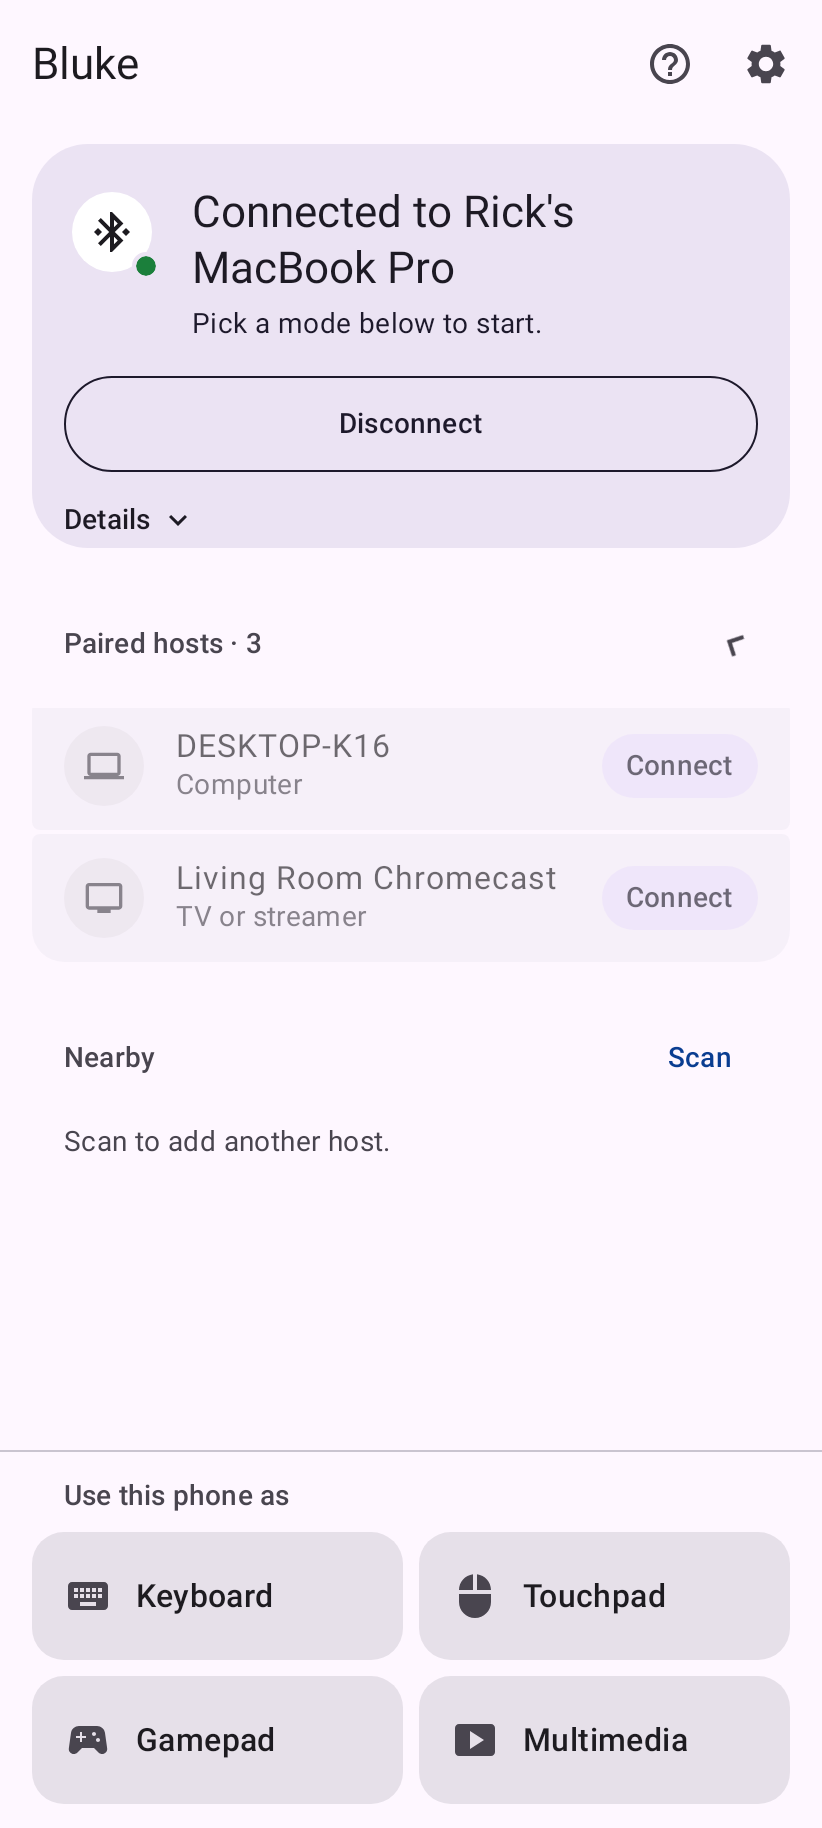 Bluke
Connected to Rick's
MacBook Pro
Pick a mode below to start.
Disconnect
Details
Paired hosts · 3
DESKTOP-K16
Computer
Connect
Living Room Chromecast
TV or streamer
Connect
Nearby
Scan
Scan to add another host.
Use this phone as
Keyboard
Touchpad
Gamepad
Multimedia